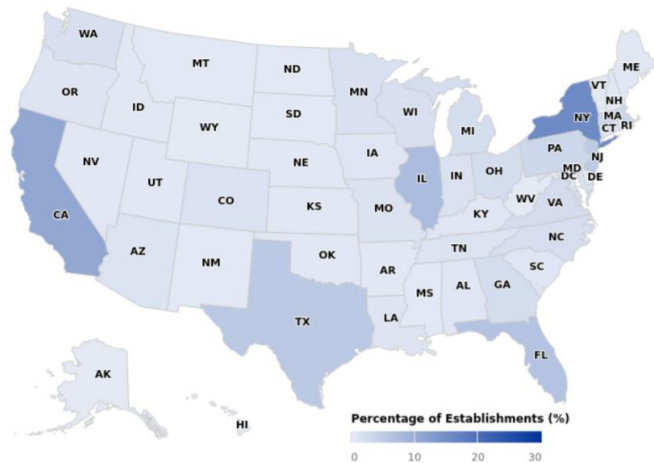 WA
MT
ND
ME
VT
OR
ID
MN
NH
NY
MA
CT RI
WI
MI
SD
WY
IA
PA
NJ
NE
NV
UT
IL
IN
OH
MD
DC
DE
CO
KS
MO
WV
VA
KY
CA
NC
TN
AZ
NM
OK
AR
SC
MS
AL
GA
LA
TX
FL
AK
HI
Percentage of Establishments (%)
0 10 20 30